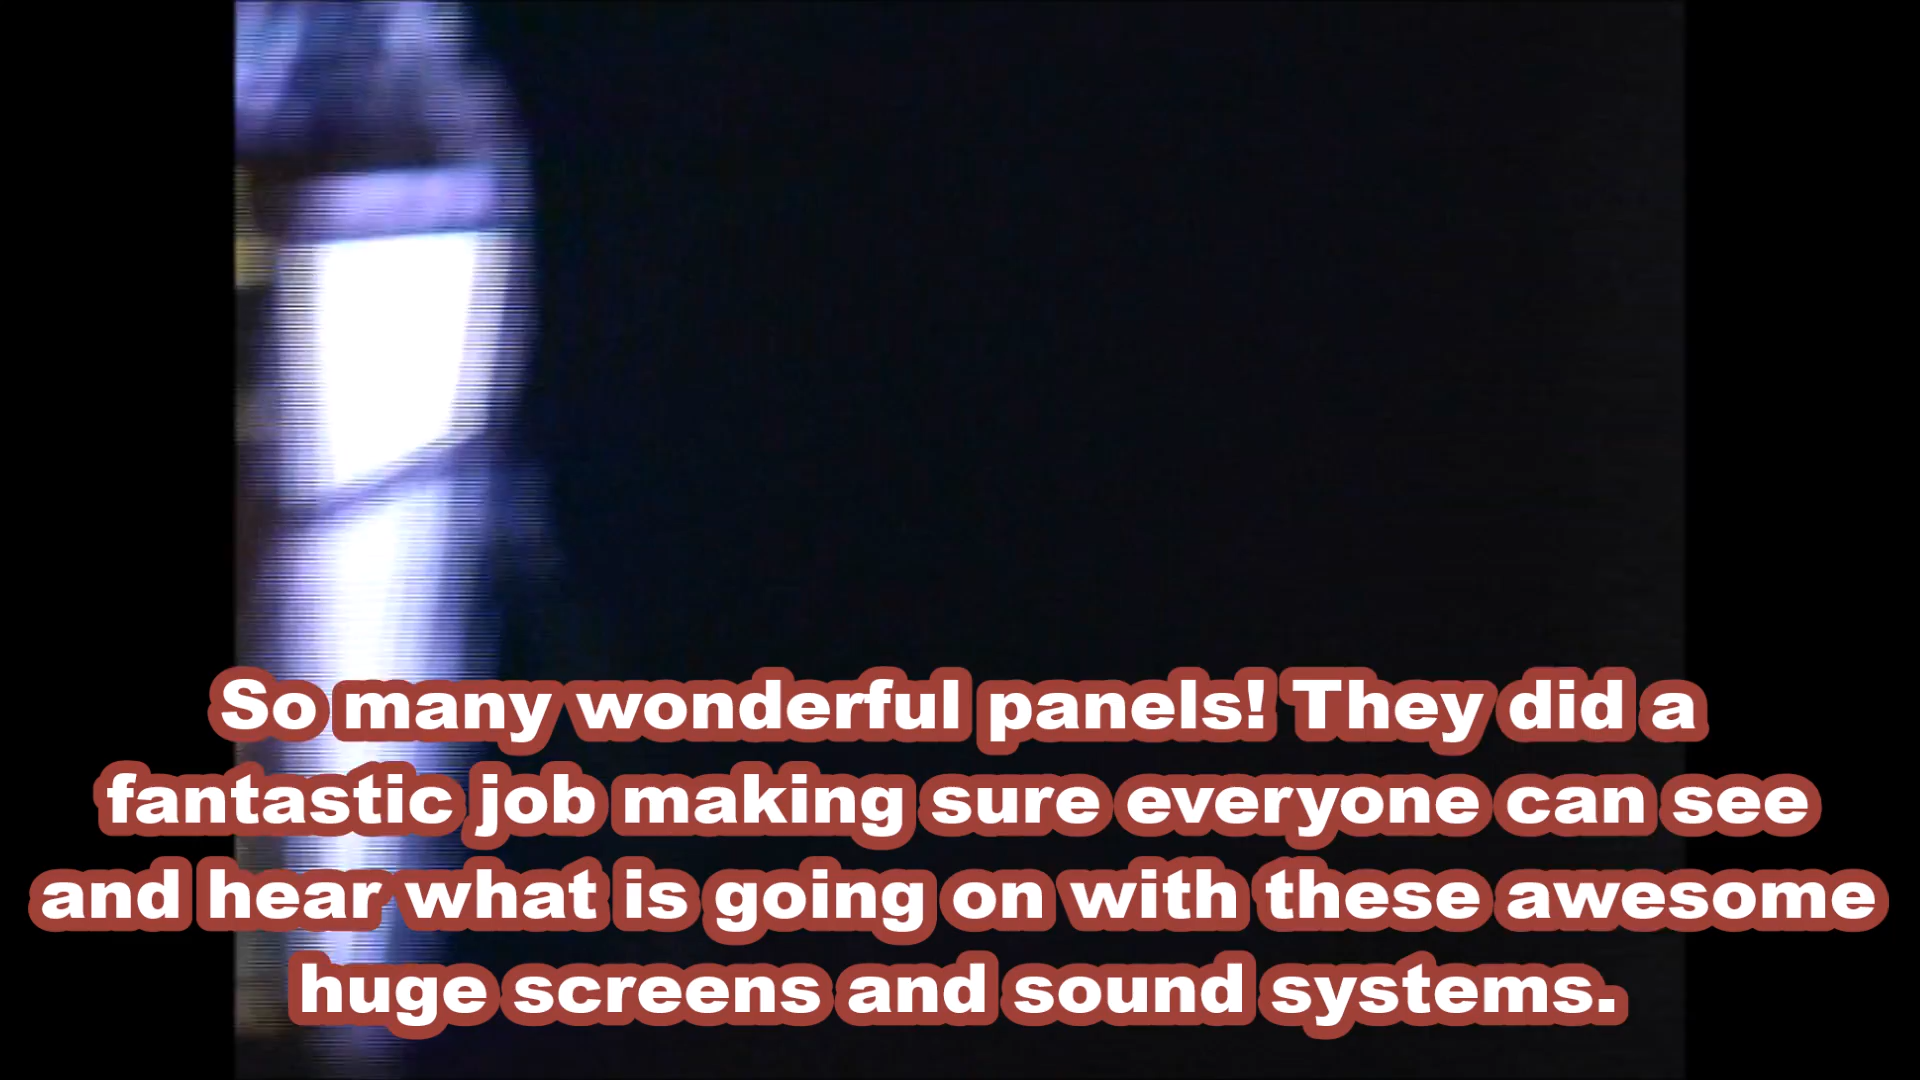 So many wonderful panels! They did a
fantastic job making sure everyone can see
and hear what is going on with these awesome
huge screens and sound systems.